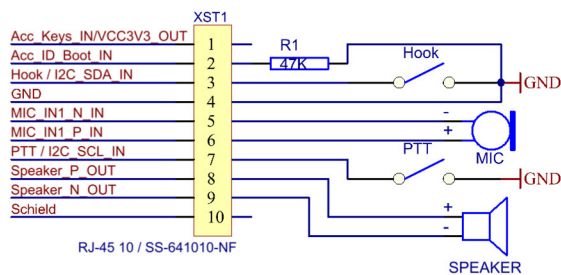 XST1
Acc_Keys_IN/VCC3V3_OUT
1
R1
Hook
Acc_ID_Boot_IN
2
47K
Hook / I2C_SDA_IN
3
GND
GND
4
MIC_IN1_N_IN
5
-
MIC_IN1_P_IN
6
+
MIC
PTT / I2C_SCL_IN
7
PTT
Speaker_P_OUT
8
GND
Speaker_N_OUT
9
+
Schield
10
-
RJ-45 10 / SS-641010-NF
SPEAKER